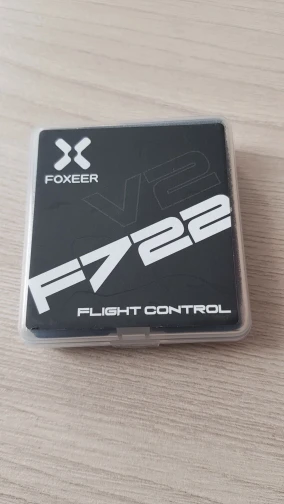 FOXEER
V2
F722
FLIGHT CONTROL